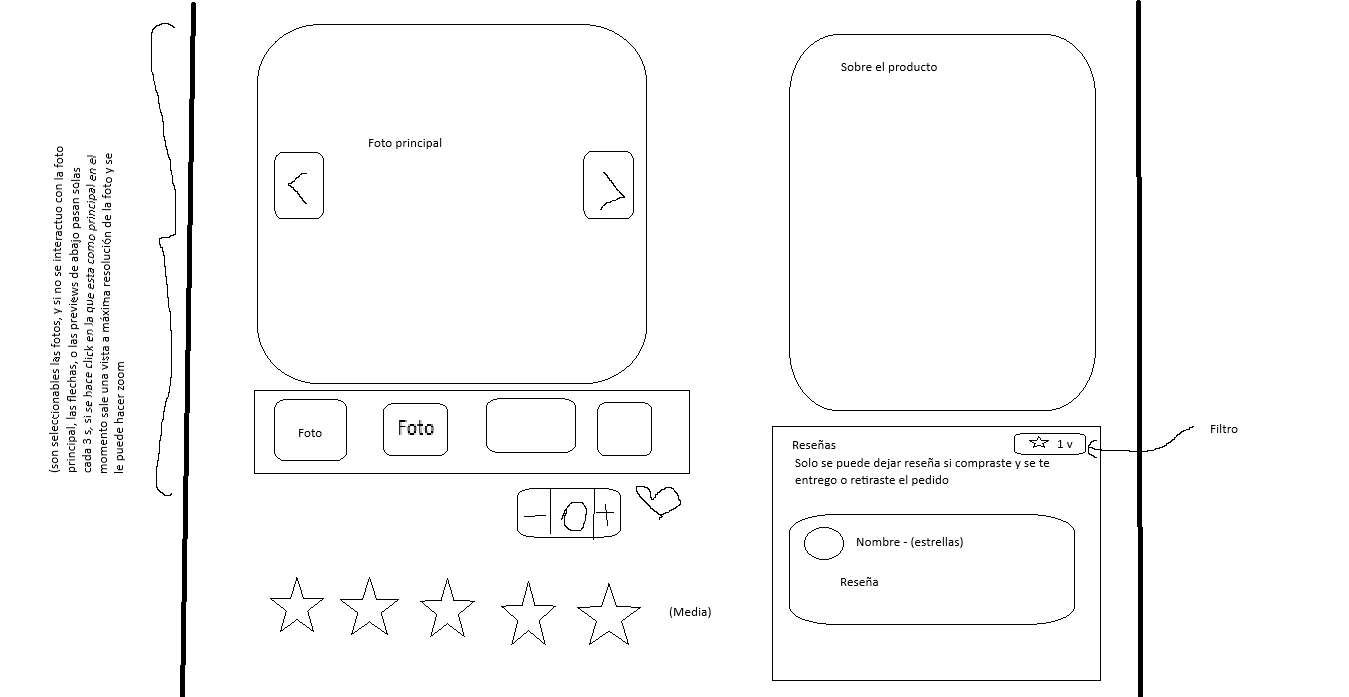 (son seleccionables las fotos, y si no se interactuo con la foto
principal, las flechas, o las previews de abajo pasan solas
cada 3 s, si se hace click en la que esta como principal en el
momento sale une vista a máxima resolución de la foto y se
le puede hacer zoom
Foto principal
Foto
Foto
- 0 +
(Media)
Sobre el producto
Reseñas
1 v
Filtro
Solo se puede dejar reseña si compraste y se te
entrego o retiraste el pedido
Nombre - (estrellas)
Reseña